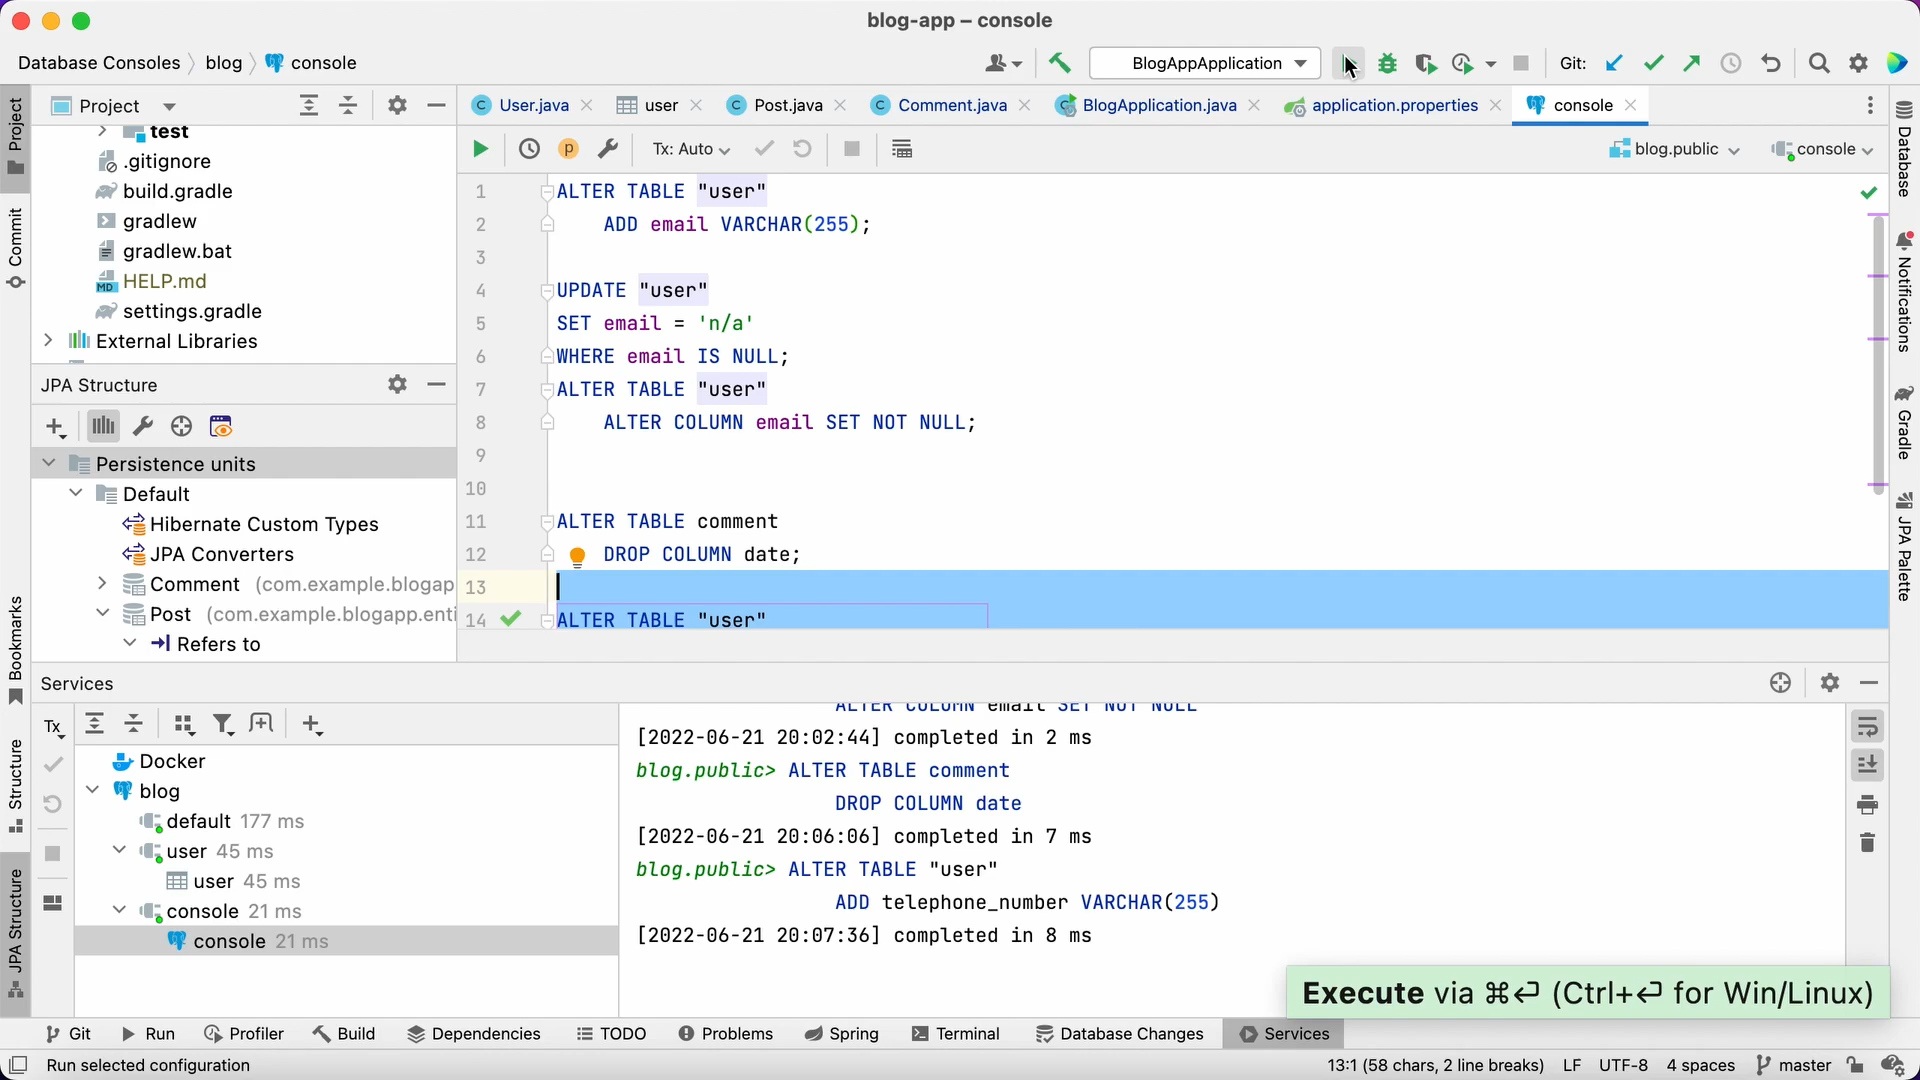 blog-app – console
Database Consoles
blog
console
BlogAppApplication
Git:
Project
User.java
user
Post.java
Comment.java
BlogApplication.java
application.properties
console
Tx: Auto
blog.public
console
test
.gitignore
build.gradle
gradlew
gradlew.bat
HELP.md
settings.gradle
External Libraries
1 ALTER TABLE "user"
2 ADD email VARCHAR(255);
3
4 UPDATE "user"
5 SET email = 'n/a'
6 WHERE email IS NULL;
7 ALTER TABLE "user"
8 ALTER COLUMN email SET NOT NULL;
9
10
11 ALTER TABLE comment
12 DROP COLUMN date;
13
14 ALTER TABLE "user"
JPA Structure
Persistence units
Default
Hibernate Custom Types
JPA Converters
Comment (com.example.blogap
Post (com.example.blogapp.enti
Refers to
Project
Commit
Bookmarks
Structure
JPA Structure
Database
Notifications
Gradle
JPA Palette
Services
Tx
Docker
blog
default 177 ms
user 45 ms
user 45 ms
console 21 ms
console 21 ms
ALTER COLUMN email SET NOT NULL
[2022-06-21 20:02:44] completed in 2 ms
blog.public> ALTER TABLE comment
DROP COLUMN date
[2022-06-21 20:06:06] completed in 7 ms
blog.public> ALTER TABLE "user"
ADD telephone_number VARCHAR(255)
[2022-06-21 20:07:36] completed in 8 ms
Execute via ⌘⏎ (Ctrl+⏎ for Win/Linux)
Git
Run
Profiler
Build
Dependencies
TODO
Problems
Spring
Terminal
Database Changes
Services
Run selected configuration
13:1 (58 chars, 2 line breaks)
LF
UTF-8
4 spaces
master